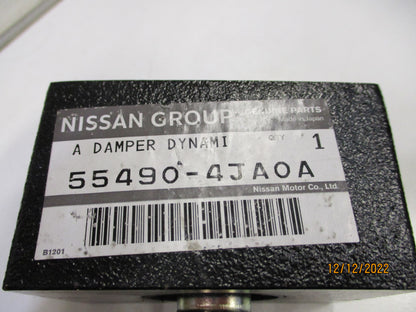 NISSAN GROUP GENUINE PARTS
Made in Japan
A DAMPER DYNAMI QTY 1
55490-4JA0A
Nissan Motor Co., Ltd.
B1201
12/12/2022